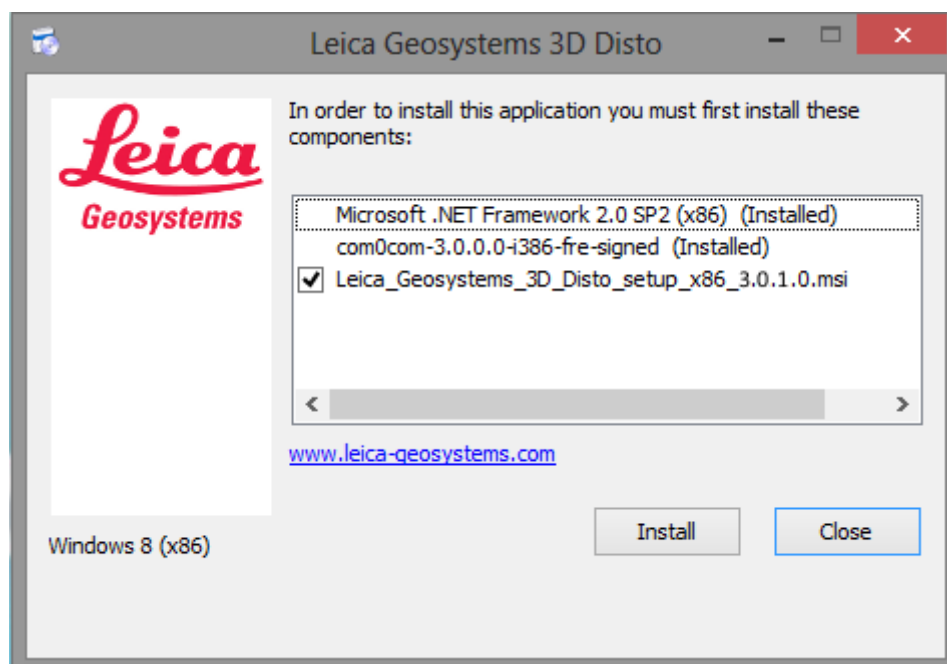 Leica Geosystems 3D Disto
Leica
Geosystems
In order to install this application you must first install these
components:
Microsoft .NET Framework 2.0 SP2 (x86) (Installed)
com0com-3.0.0.0-i386-fre-signed (Installed)
Leica_Geosystems_3D_Disto_setup_x86_3.0.1.0.msi
www.leica-geosystems.com
Windows 8 (x86)
Install
Close